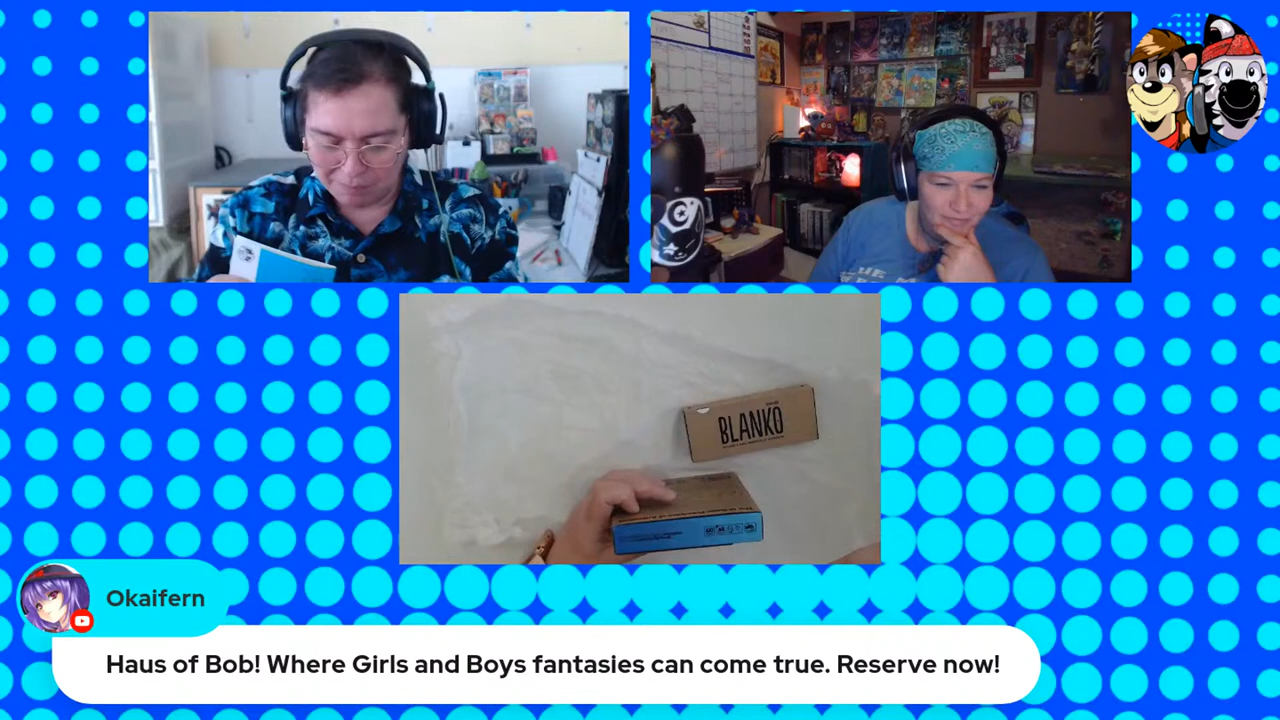 BLANKO
Okaifern
Haus of Bob! Where Girls and Boys fantasies can come true. Reserve now!